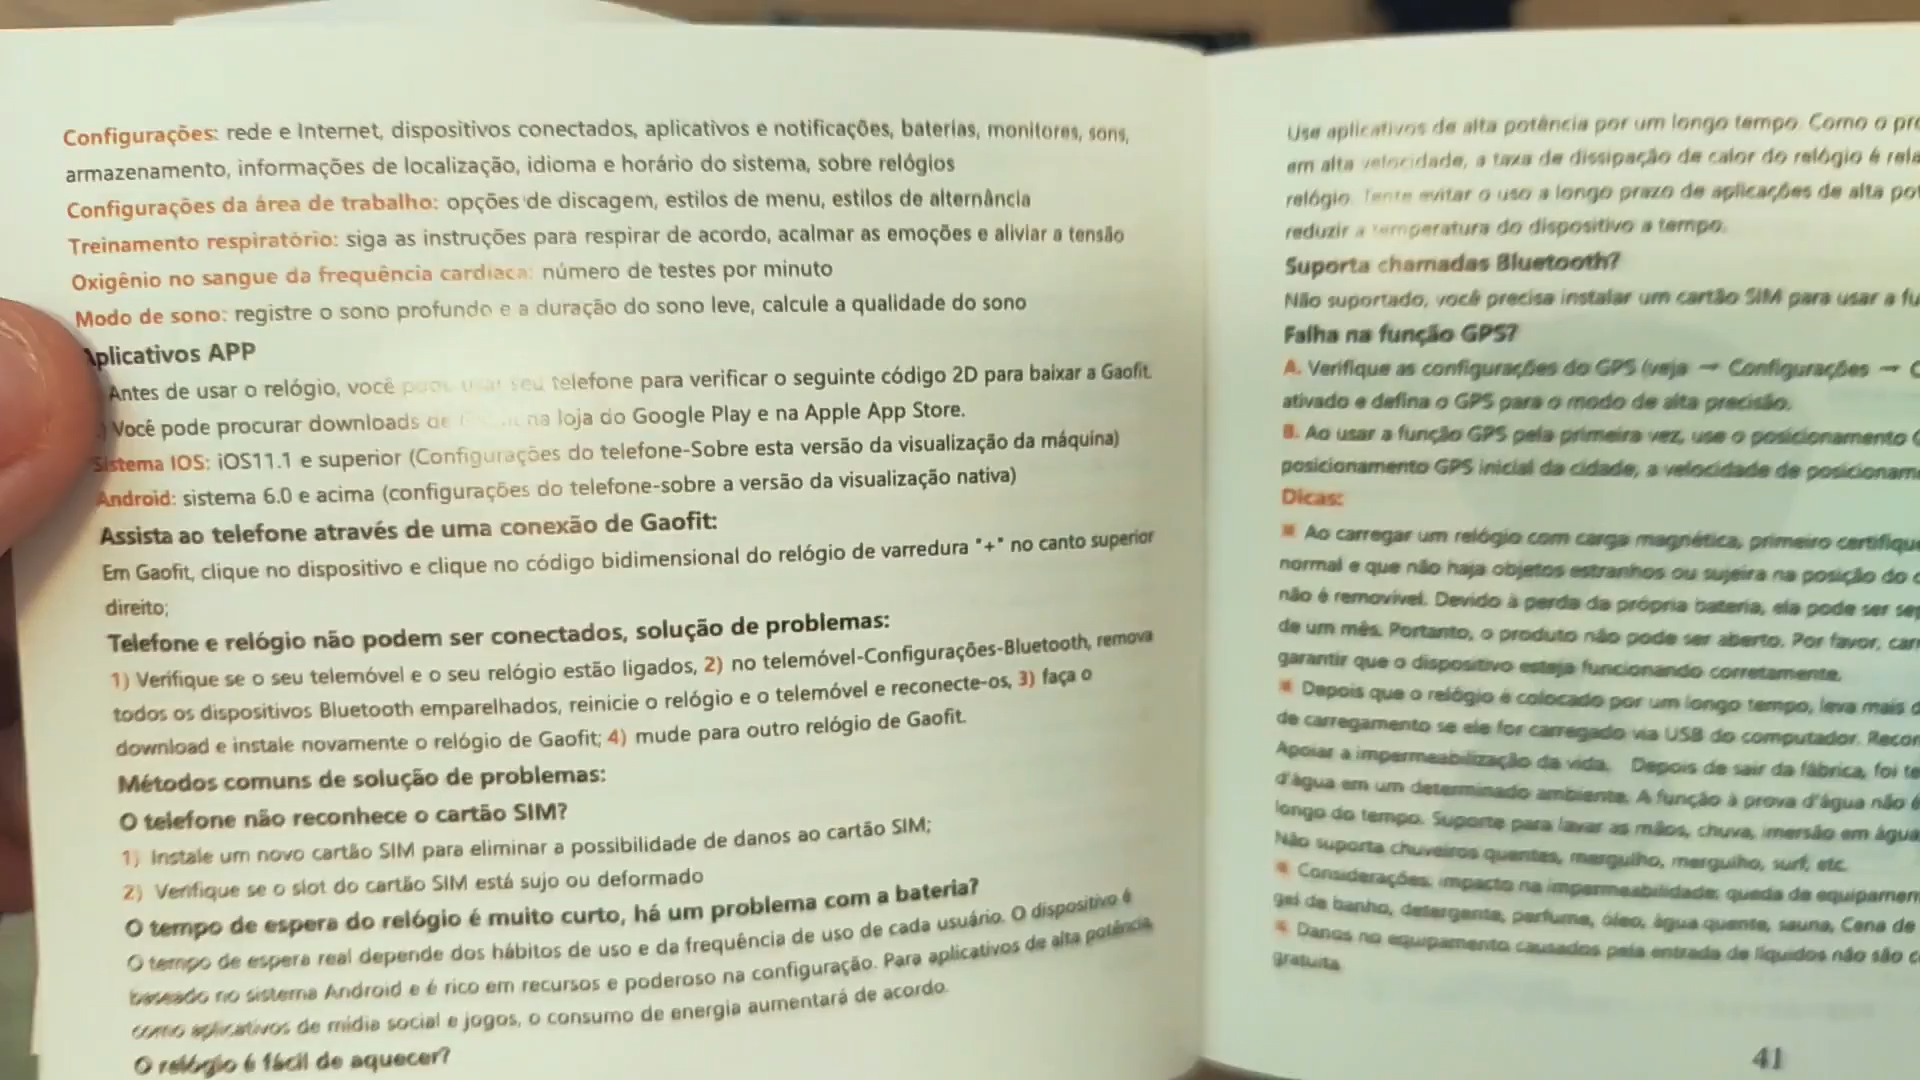 Configurações: rede e Internet, dispositivos conectados, aplicativos e notificações, baterias, monitores, sons,
armazenamento, informações de localização, idioma e horário do sistema, sobre relógios
Configurações da área de trabalho: opções de discagem, estilos de menu, estilos de alternância
Treinamento respiratório: siga as instruções para respirar de acordo, acalmar as emoções e aliviar a tensão
Oxigênio no sangue da frequência cardíaca: número de testes por minuto
Modo de sono: registre o sono profundo e a duração do sono leve, calcule a qualidade do sono
Aplicativos APP
Antes de usar o relógio, você pode usar seu telefone para verificar o seguinte código 2D para baixar a Gaofit.
) Você pode procurar downloads de na loja do Google Play e na Apple App Store.
Sistema IOS: iOS11.1 e superior (Configurações do telefone-Sobre esta versão da visualização da máquina)
Android: sistema 6.0 e acima (configurações do telefone-sobre a versão da visualização nativa)
Assista ao telefone através de uma conexão de Gaofit:
Em Gaofit, clique no dispositivo e clique no código bidimensional do relógio de varredura "+" no canto superior
direito;
Telefone e relógio não podem ser conectados, solução de problemas:
1) Verifique se o seu telemóvel e o seu relógio estão ligados, 2) no telemóvel-Configurações-Bluetooth, remova
todos os dispositivos Bluetooth emparelhados, reinicie o relógio e o telemóvel e reconecte-os, 3) faça o
download e instale novamente o relógio de Gaofit; 4) mude para outro relógio de Gaofit.
Métodos comuns de solução de problemas:
O telefone não reconhece o cartão SIM?
1) Instale um novo cartão SIM para eliminar a possibilidade de danos ao cartão SIM;
2) Verifique se o slot do cartão SIM está sujo ou deformado
O tempo de espera do relógio é muito curto, há um problema com a bateria?
O tempo de espera real depende dos hábitos de uso e da frequência de uso de cada usuário. O dispositivo é
baseado no sistema Android e é rico em recursos e poderoso na configuração. Para aplicativos de alta potência,
como aplicativos de mídia social e jogos, o consumo de energia aumentará de acordo.
O relógio é fácil de aquecer?
Use aplicativos de alta potência por um longo tempo. Como o
em alta velocidade, a taxa de dissipação de calor do relógio é
relógio. Tente evitar o uso a longo prazo de aplicações de alta
reduzir a temperatura do dispositivo a tempo.
Suporta chamadas Bluetooth?
Não suportado, você precisa instalar um cartão SIM para usar a
Falha na função GPS?
A. Verifique as configurações do GPS (veja → Configurações →
ativado e defina o GPS para o modo de alta precisão.
B. Ao usar a função GPS pela primeira vez, use o posicionamento
posicionamento GPS inicial da cidade, a velocidade de
Dicas:
■ Ao carregar um relógio com carga magnética, primeiro
normal e que não haja objetos estranhos ou sujeira na posição do
não é removível. Devido à perda da própria bateria, ela pode ser
de um mês. Portanto, o produto não pode ser aberto. Por favor,
garantir que o dispositivo esteja funcionando corretamente.
■ Depois que o relógio é colocado por um longo tempo, leva mais
de carregamento se ele for carregado via USB do computador.
Apoiar a impermeabilização da vida. Depois de sair da fábrica, foi
d'água em um determinado ambiente. A função à prova d'água não é
longo do tempo. Suporte para lavar as mãos, chuva, imersão em água
Não suporta chuveiros quentes, mergulho, mergulho, surf, etc.
■ Considerações: impacto na impermeabilidade: queda de
gel de banho, detergente, perfume, óleo, água quente, sauna, Cena de
■ Danos no equipamento causados pela entrada de líquidos não são
gratuita
41